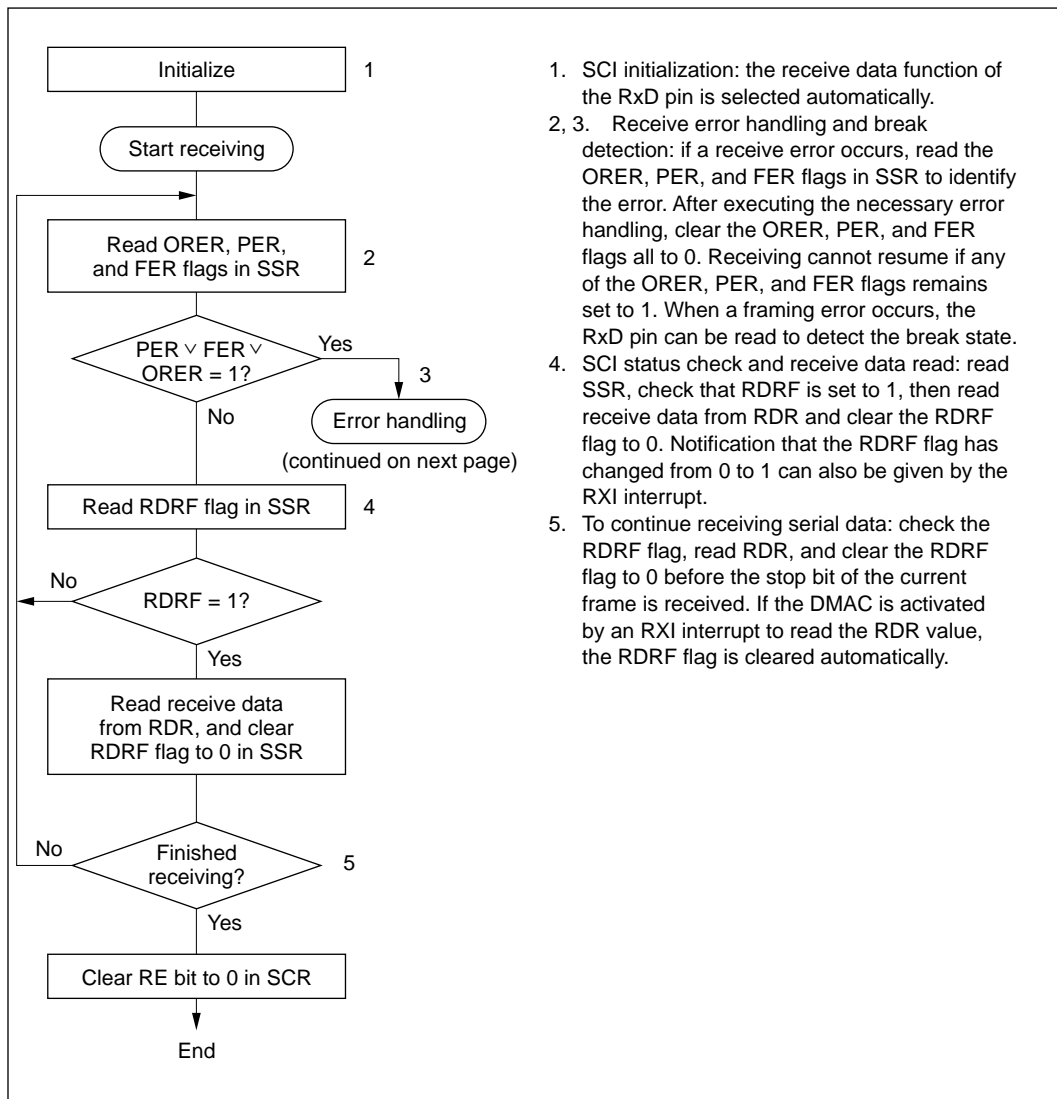 Initialize
1
Start receiving
Read ORER, PER,
and FER flags in SSR
2
PER ∨ FER ∨
ORER = 1?
Yes
3
No
Error handling
(continued on next page)
Read RDRF flag in SSR
4
No
RDRF = 1?
Yes
Read receive data
from RDR, and clear
RDRF flag to 0 in SSR
No
Finished
receiving?
5
Yes
Clear RE bit to 0 in SCR
End
1. SCI initialization: the receive data function of
the RxD pin is selected automatically.
2, 3. Receive error handling and break
detection: if a receive error occurs, read the
ORER, PER, and FER flags in SSR to identify
the error. After executing the necessary error
handling, clear the ORER, PER, and FER
flags all to 0. Receiving cannot resume if any
of the ORER, PER, and FER flags remains
set to 1. When a framing error occurs, the
RxD pin can be read to detect the break state.
4. SCI status check and receive data read: read
SSR, check that RDRF is set to 1, then read
receive data from RDR and clear the RDRF
flag to 0. Notification that the RDRF flag has
changed from 0 to 1 can also be given by the
RXI interrupt.
5. To continue receiving serial data: check the
RDRF flag, read RDR, and clear the RDRF
flag to 0 before the stop bit of the current
frame is received. If the DMAC is activated
by an RXI interrupt to read the RDR value,
the RDRF flag is cleared automatically.